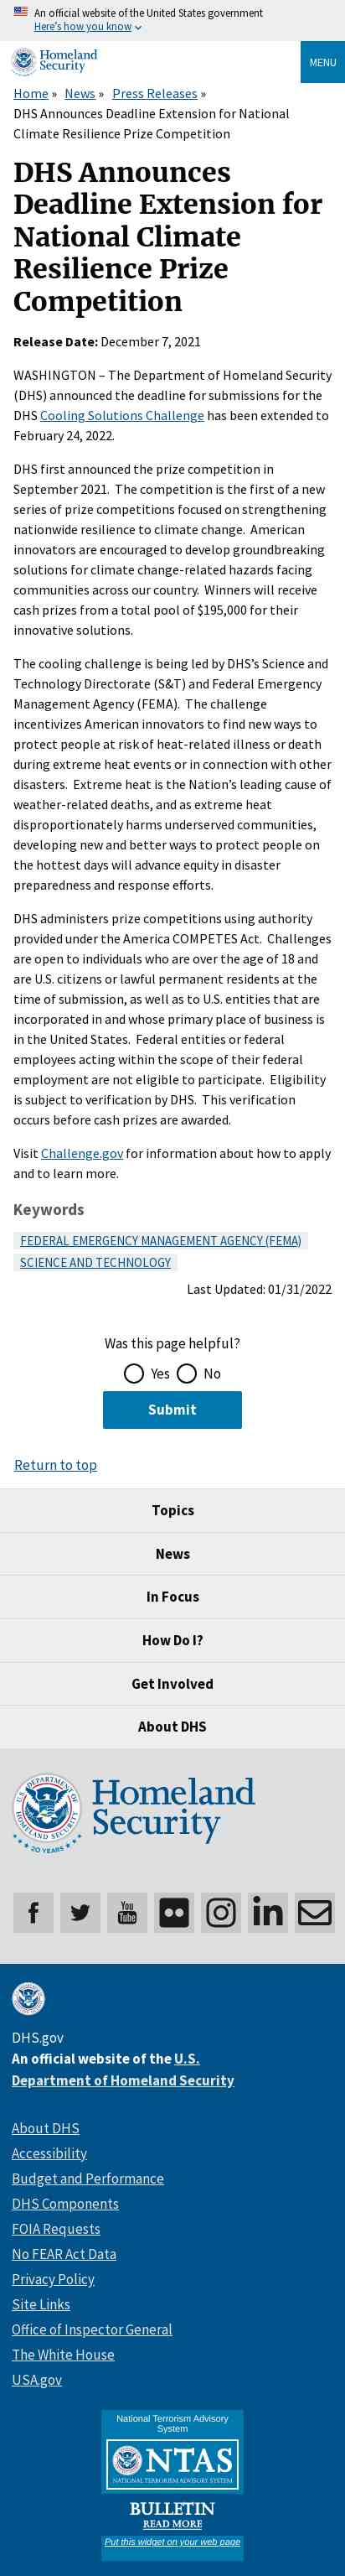 An official website of the United States government
Here's how you know
Homeland
Security
MENU
Home » News » Press Releases »
DHS Announces Deadline Extension for National
Climate Resilience Prize Competition
DHS Announces
Deadline Extension for
National Climate
Resilience Prize
Competition
Release Date: December 7, 2021
WASHINGTON – The Department of Homeland Security
(DHS) announced the deadline for submissions for the
DHS Cooling Solutions Challenge has been extended to
February 24, 2022.
DHS first announced the prize competition in
September 2021.  The competition is the first of a new
series of prize competitions focused on strengthening
nationwide resilience to climate change.  American
innovators are encouraged to develop groundbreaking
solutions for climate change-related hazards facing
communities across our country.  Winners will receive
cash prizes from a total pool of $195,000 for their
innovative solutions.
The cooling challenge is being led by DHS's Science and
Technology Directorate (S&T) and Federal Emergency
Management Agency (FEMA).  The challenge
incentivizes American innovators to find new ways to
protect people at risk of heat-related illness or death
during extreme heat events or in connection with other
disasters.  Extreme heat is the Nation's leading cause of
weather-related deaths, and as extreme heat
disproportionately harms underserved communities,
developing new and better ways to protect people on
the hottest days will advance equity in disaster
preparedness and response efforts.
DHS administers prize competitions using authority
provided under the America COMPETES Act.  Challenges
are open to individuals who are over the age of 18 and
are U.S. citizens or lawful permanent residents at the
time of submission, as well as to U.S. entities that are
incorporated in and whose primary place of business is
in the United States.  Federal entities or federal
employees acting within the scope of their federal
employment are not eligible to participate.  Eligibility
is subject to verification by DHS.  This verification
occurs before cash prizes are awarded.
Visit Challenge.gov for information about how to apply
and to learn more.
Keywords
FEDERAL EMERGENCY MANAGEMENT AGENCY (FEMA)
SCIENCE AND TECHNOLOGY
Last Updated: 01/31/2022
Was this page helpful?
Yes No
Submit
Return to top
Topics
News
In Focus
How Do I?
Get Involved
About DHS
U.S. DEPARTMENT OF HOMELAND SECURITY
20 YEARS
Homeland
Security
You Tube
in
DHS.gov
An official website of the U.S.
Department of Homeland Security
About DHS
Accessibility
Budget and Performance
DHS Components
FOIA Requests
No FEAR Act Data
Privacy Policy
Site Links
Office of Inspector General
The White House
USA.gov
National Terrorism Advisory
System
NTAS
NATIONAL TERRORISM ADVISORY SYSTEM
BULLETIN
READ MORE
Put this widget on your web page